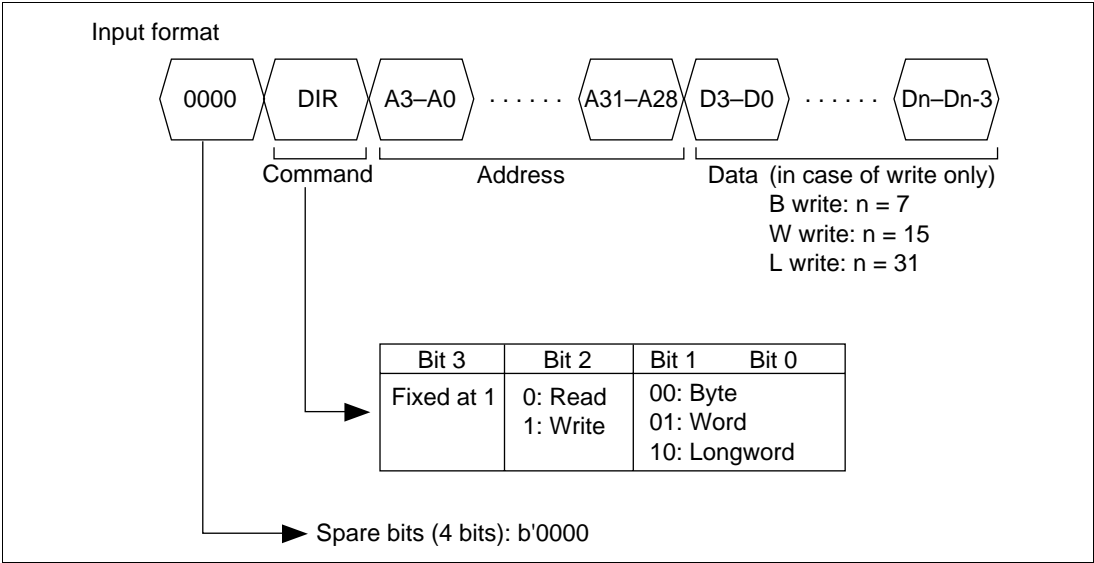 Input format
0000 DIR A3–A0 · · · · · · A31–A28 D3–D0 · · · · · · Dn–Dn-3
Command Address Data (in case of write only)
B write: n = 7
W write: n = 15
L write: n = 31
Bit 3 Bit 2 Bit 1 Bit 0
Fixed at 1 0: Read 00: Byte
1: Write 01: Word
10: Longword
Spare bits (4 bits): b'0000